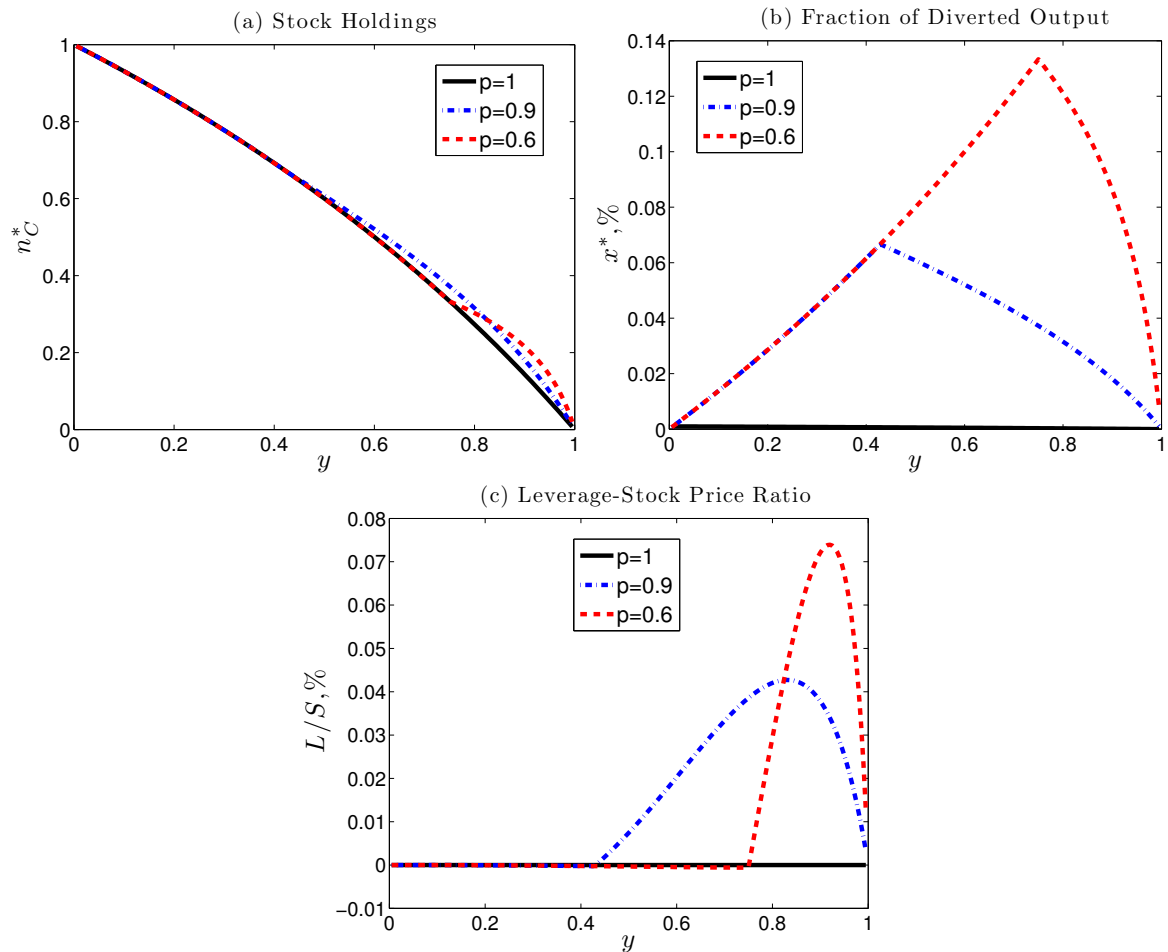 (a) Stock Holdings
1
0.8
0.6
0.4
0.2
0
n*_C
0 0.2 0.4 0.6 0.8 1
y
p=1
p=0.9
p=0.6
(b) Fraction of Diverted Output
0.14
0.12
0.1
0.08
0.06
0.04
0.02
0
x*,%
0 0.2 0.4 0.6 0.8 1
y
p=1
p=0.9
p=0.6
(c) Leverage-Stock Price Ratio
0.08
0.07
0.06
0.05
0.04
0.03
0.02
0.01
0
−0.01
L/S,%
0 0.2 0.4 0.6 0.8 1
y
p=1
p=0.9
p=0.6